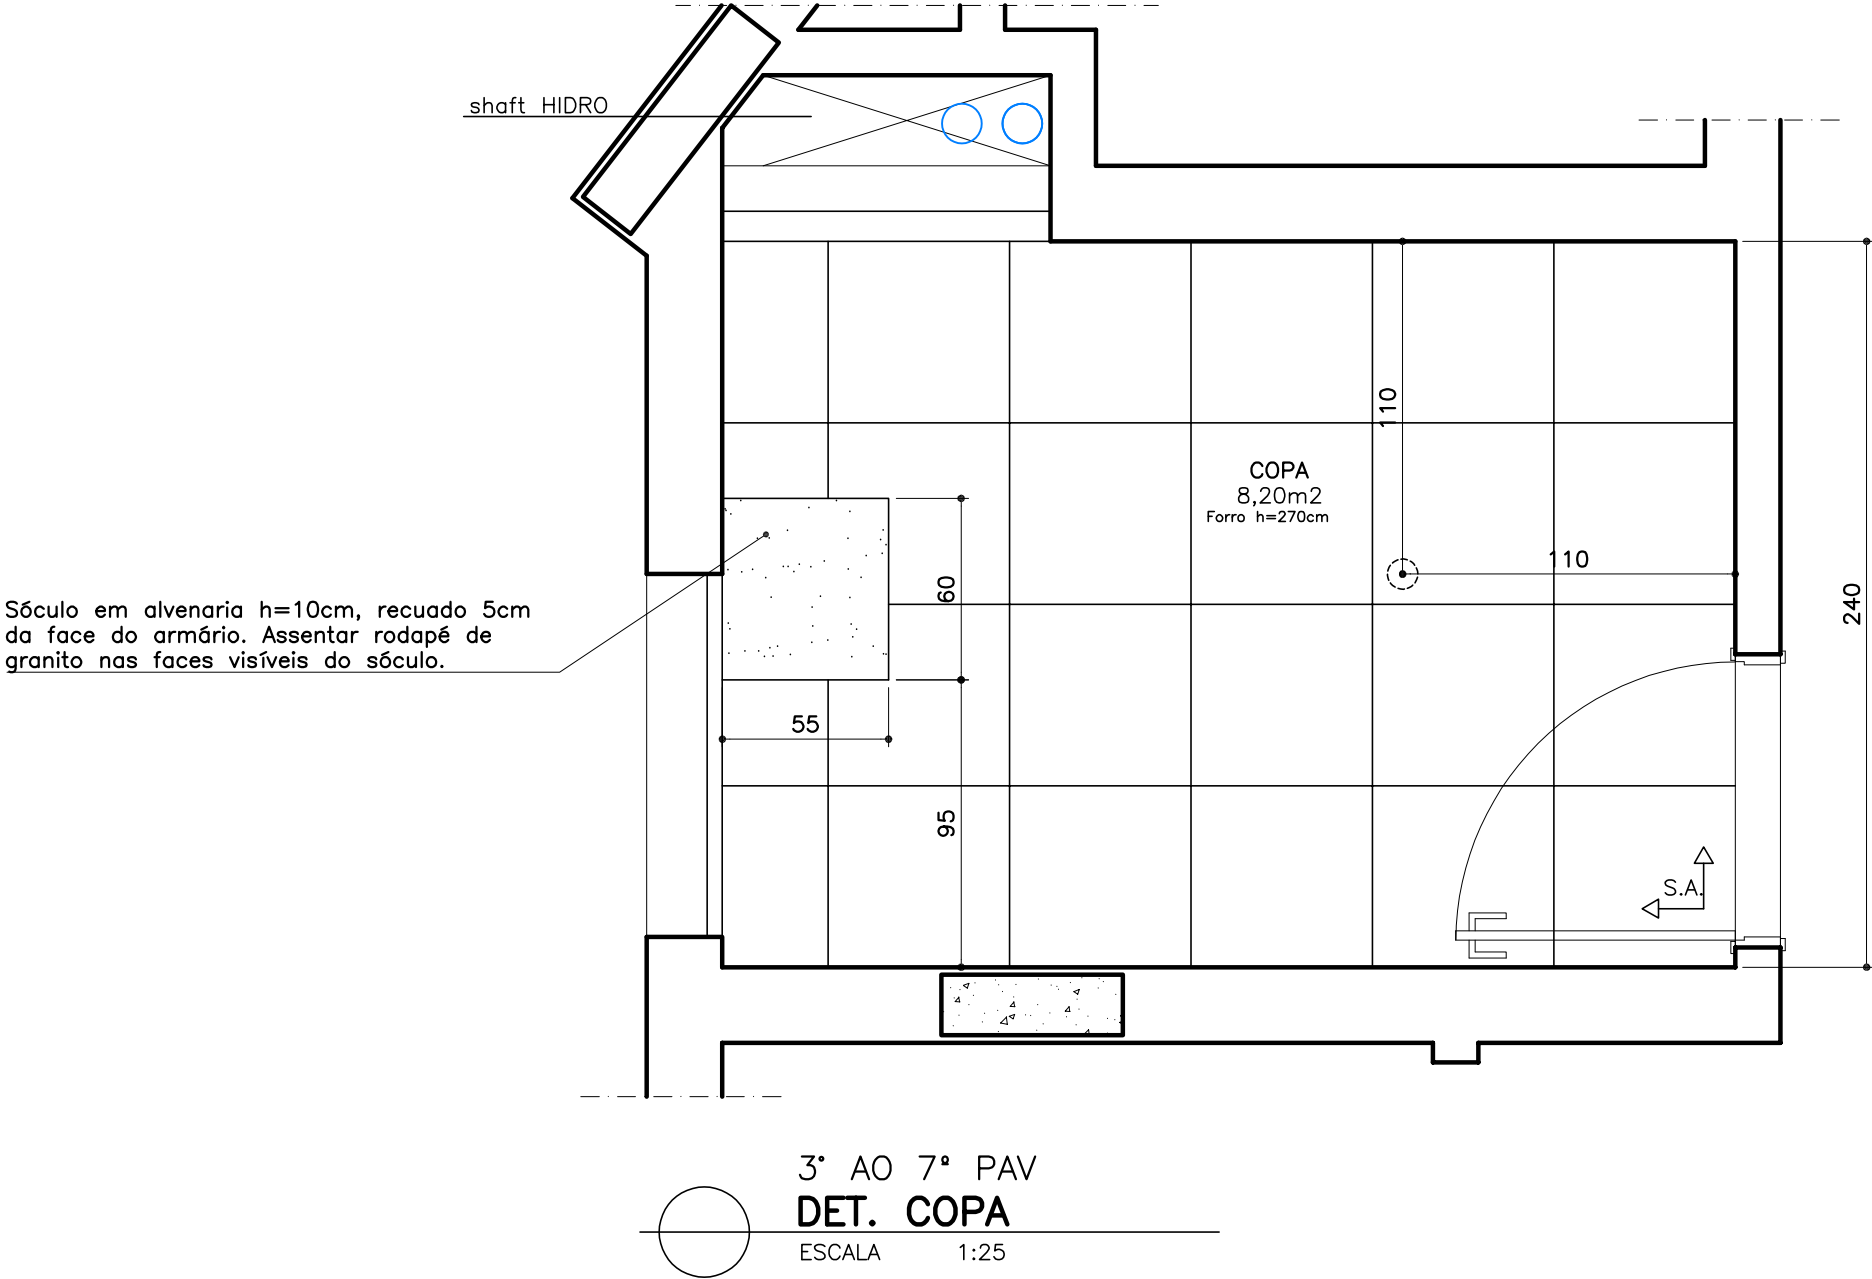 shaft HIDRO
110
COPA
8,20m2
Forro h=270cm
110
60
240
Sóculo em alvenaria h=10cm, recuado 5cm
da face do armário. Assentar rodapé de
granito nas faces visíveis do sóculo.
55
95
S.A.
3° AO 7ª PAV
DET. COPA
ESCALA 1:25